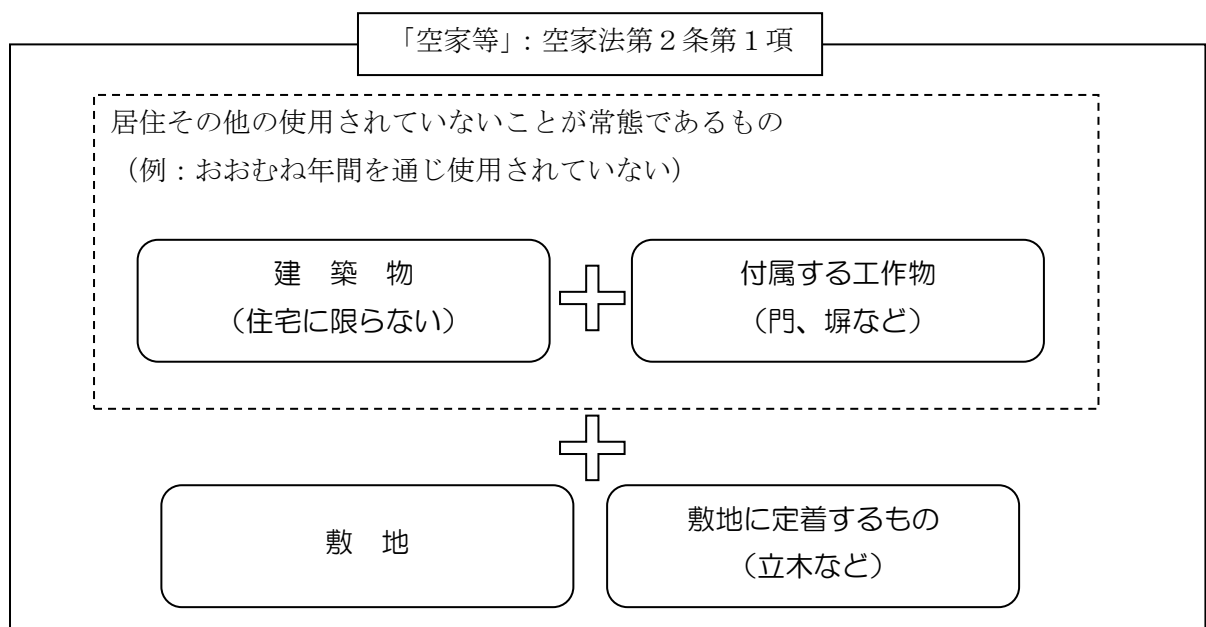 「空家等」：空家法第２条第１項
居住その他の使用されていないことが常態であるもの
（例：おおむね年間を通じ使用されていない）
建　築　物
（住宅に限らない）
付属する工作物
（門、塀など）
敷　地
敷地に定着するもの
（立木など）